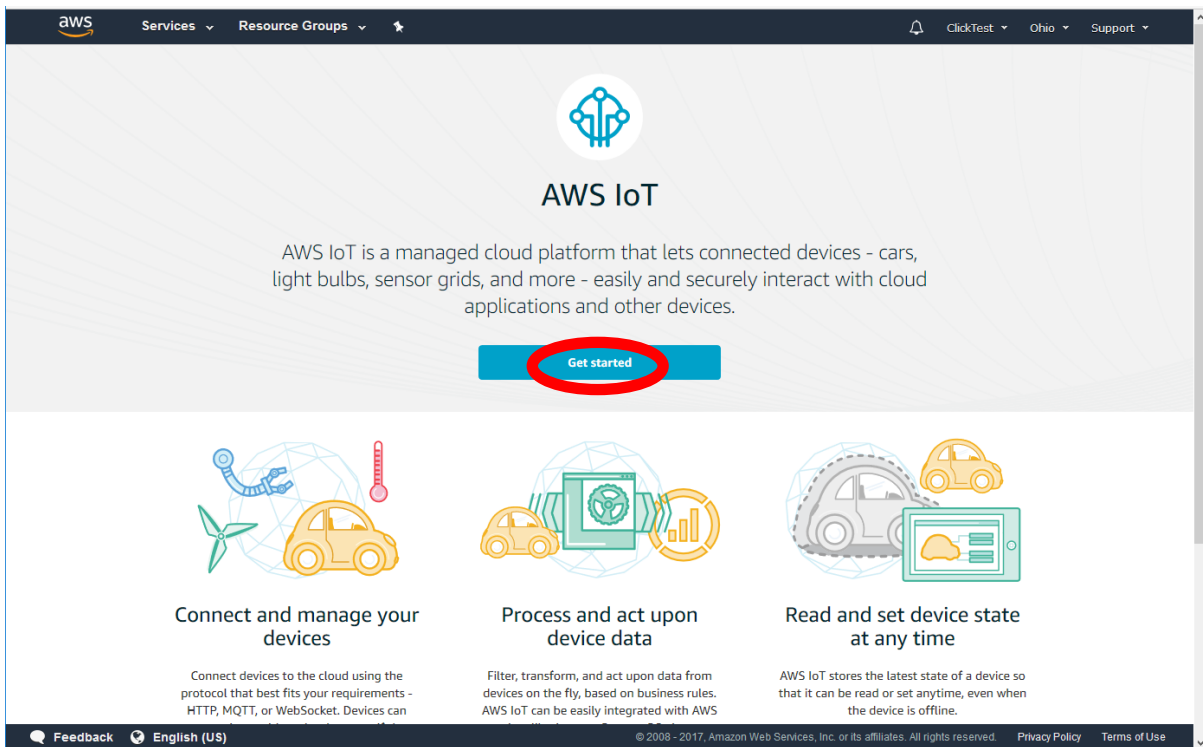 aws Services Resource Groups ClickTest Ohio Support
AWS IoT
AWS IoT is a managed cloud platform that lets connected devices - cars,
light bulbs, sensor grids, and more - easily and securely interact with cloud
applications and other devices.
Get started
Connect and manage your
devices
Connect devices to the cloud using the
protocol that best fits your requirements -
HTTP, MQTT, or WebSocket. Devices can
Process and act upon
device data
Filter, transform, and act upon data from
devices on the fly, based on business rules.
AWS IoT can be easily integrated with AWS
Read and set device state
at any time
AWS IoT stores the latest state of a device so
that it can be read or set anytime, even when
the device is offline.
Feedback English (US) © 2008 - 2017, Amazon Web Services, Inc. or its affiliates. All rights reserved. Privacy Policy Terms of Use